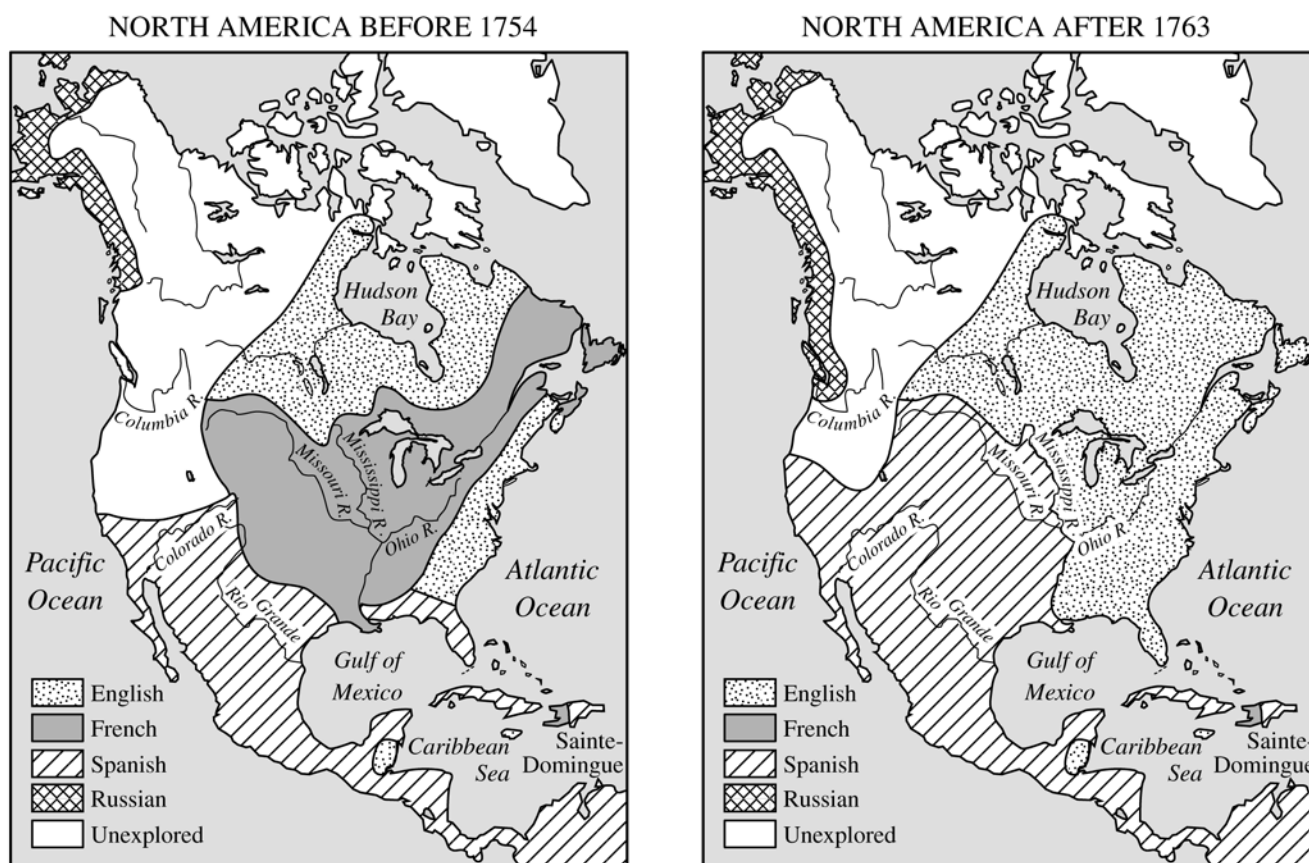 NORTH AMERICA BEFORE 1754
Hudson
Bay
Columbia R.
Missouri R.
Mississippi R.
Ohio R.
Colorado R.
Rio Grande
Pacific
Ocean
Atlantic
Ocean
Gulf of
Mexico
Caribbean
Sea
Sainte-
Domingue
English
French
Spanish
Russian
Unexplored
NORTH AMERICA AFTER 1763
Hudson
Bay
Columbia R.
Missouri R.
Mississippi R.
Ohio R.
Colorado R.
Rio Grande
Pacific
Ocean
Atlantic
Ocean
Gulf of
Mexico
Caribbean
Sea
Sainte-
Domingue
English
French
Spanish
Russian
Unexplored